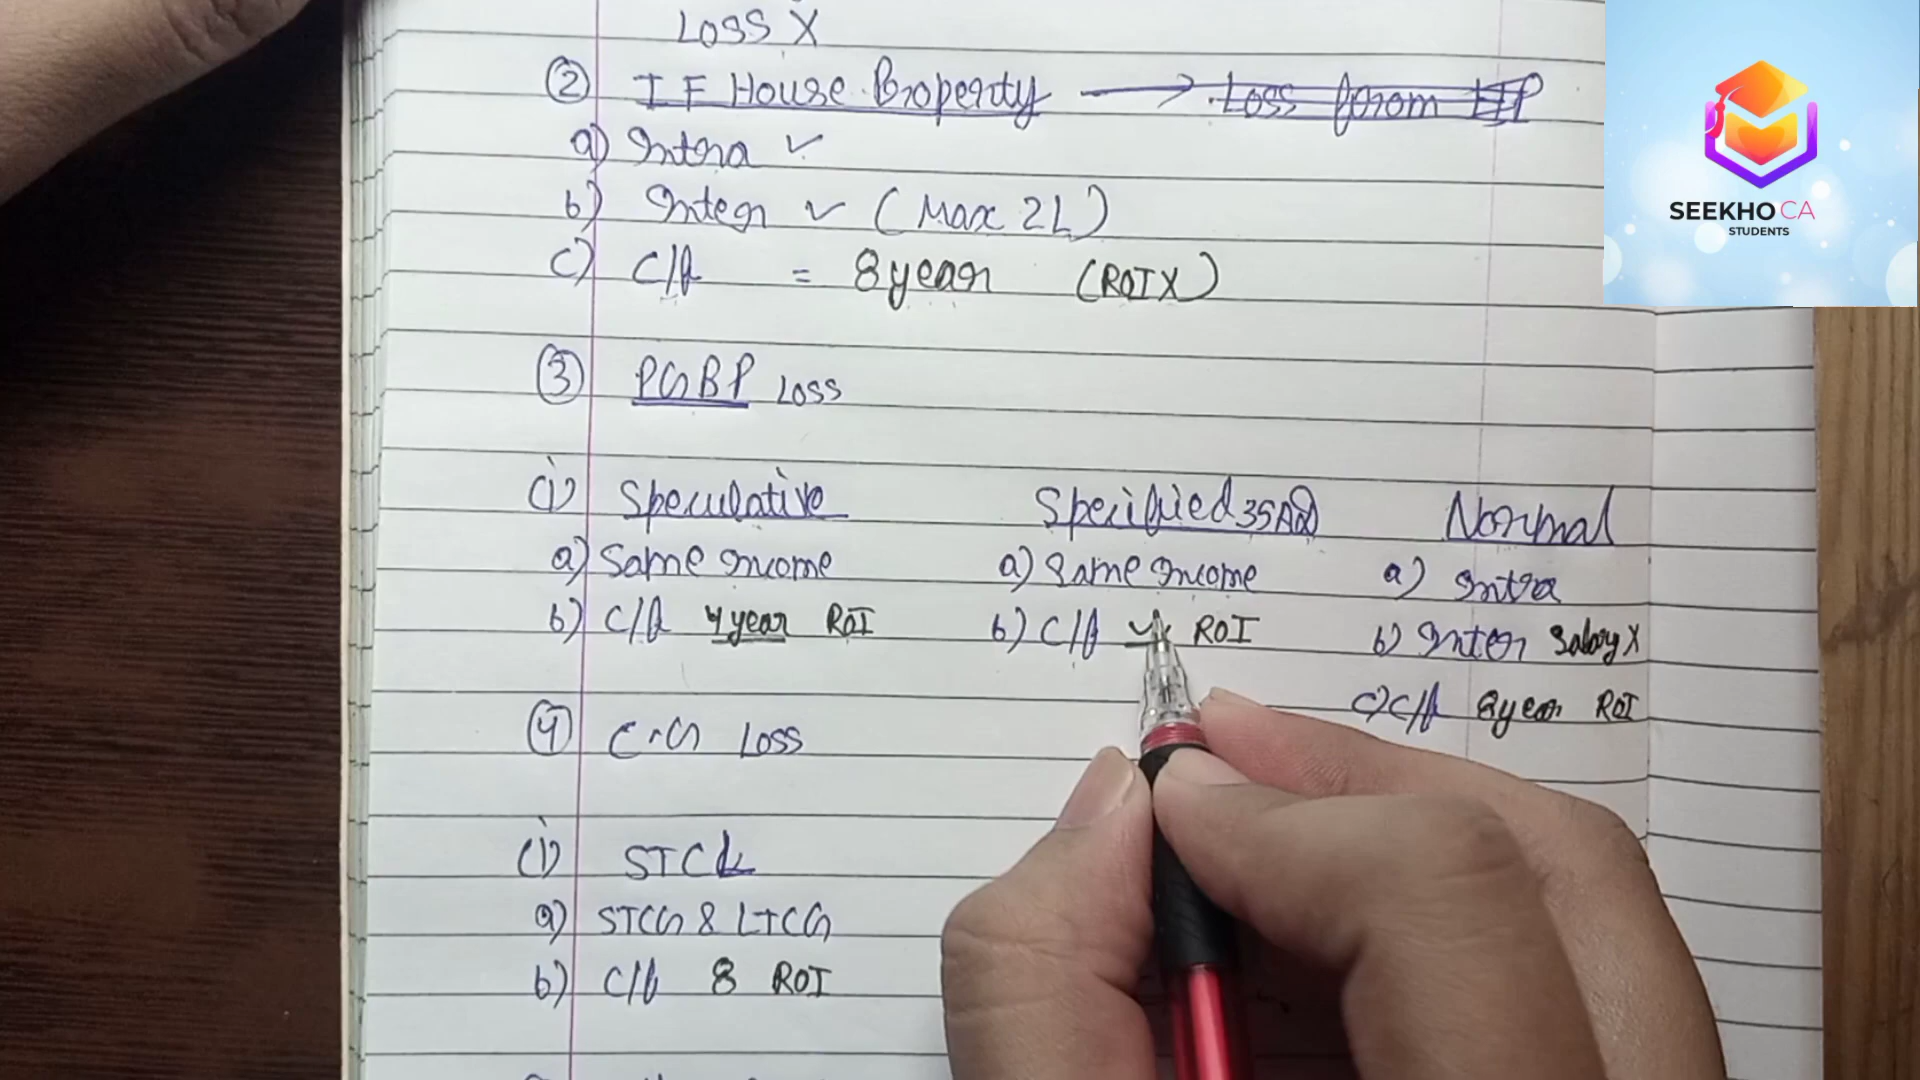 Loss X
② I F House Property → Loss from HP
a) Intra ✓
b) Inter ✓ (Max 2L)
c) C/f = 8 year (ROI X)
③ PGBP Loss
(i) Speculative Specified 35AD Normal
a) Same Income a) Same Income a) Intra
b) C/f 4 year ROI b) C/f ROI b) Inter Salary X
c) C/f 8 year ROI
④ C.G Loss
(i) STCL
a) STCG & LTCG
b) C/f 8 ROI
SEEKHO CA
STUDENTS